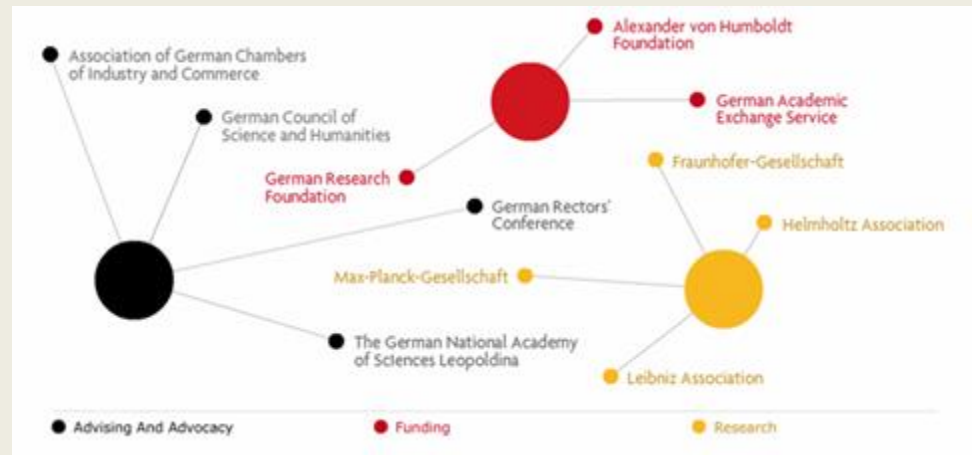 Alexander von Humboldt
Foundation
Association of German Chambers
of Industry and Commerce
German Academic
Exchange Service
German Council of
Science and Humanities
Fraunhofer-Gesellschaft
German Research
Foundation
German Rectors'
Conference
Helmholtz Association
Max-Planck-Gesellschaft
The German National Academy
of Sciences Leopoldina
Leibniz Association
Advising And Advocacy
Funding
Research